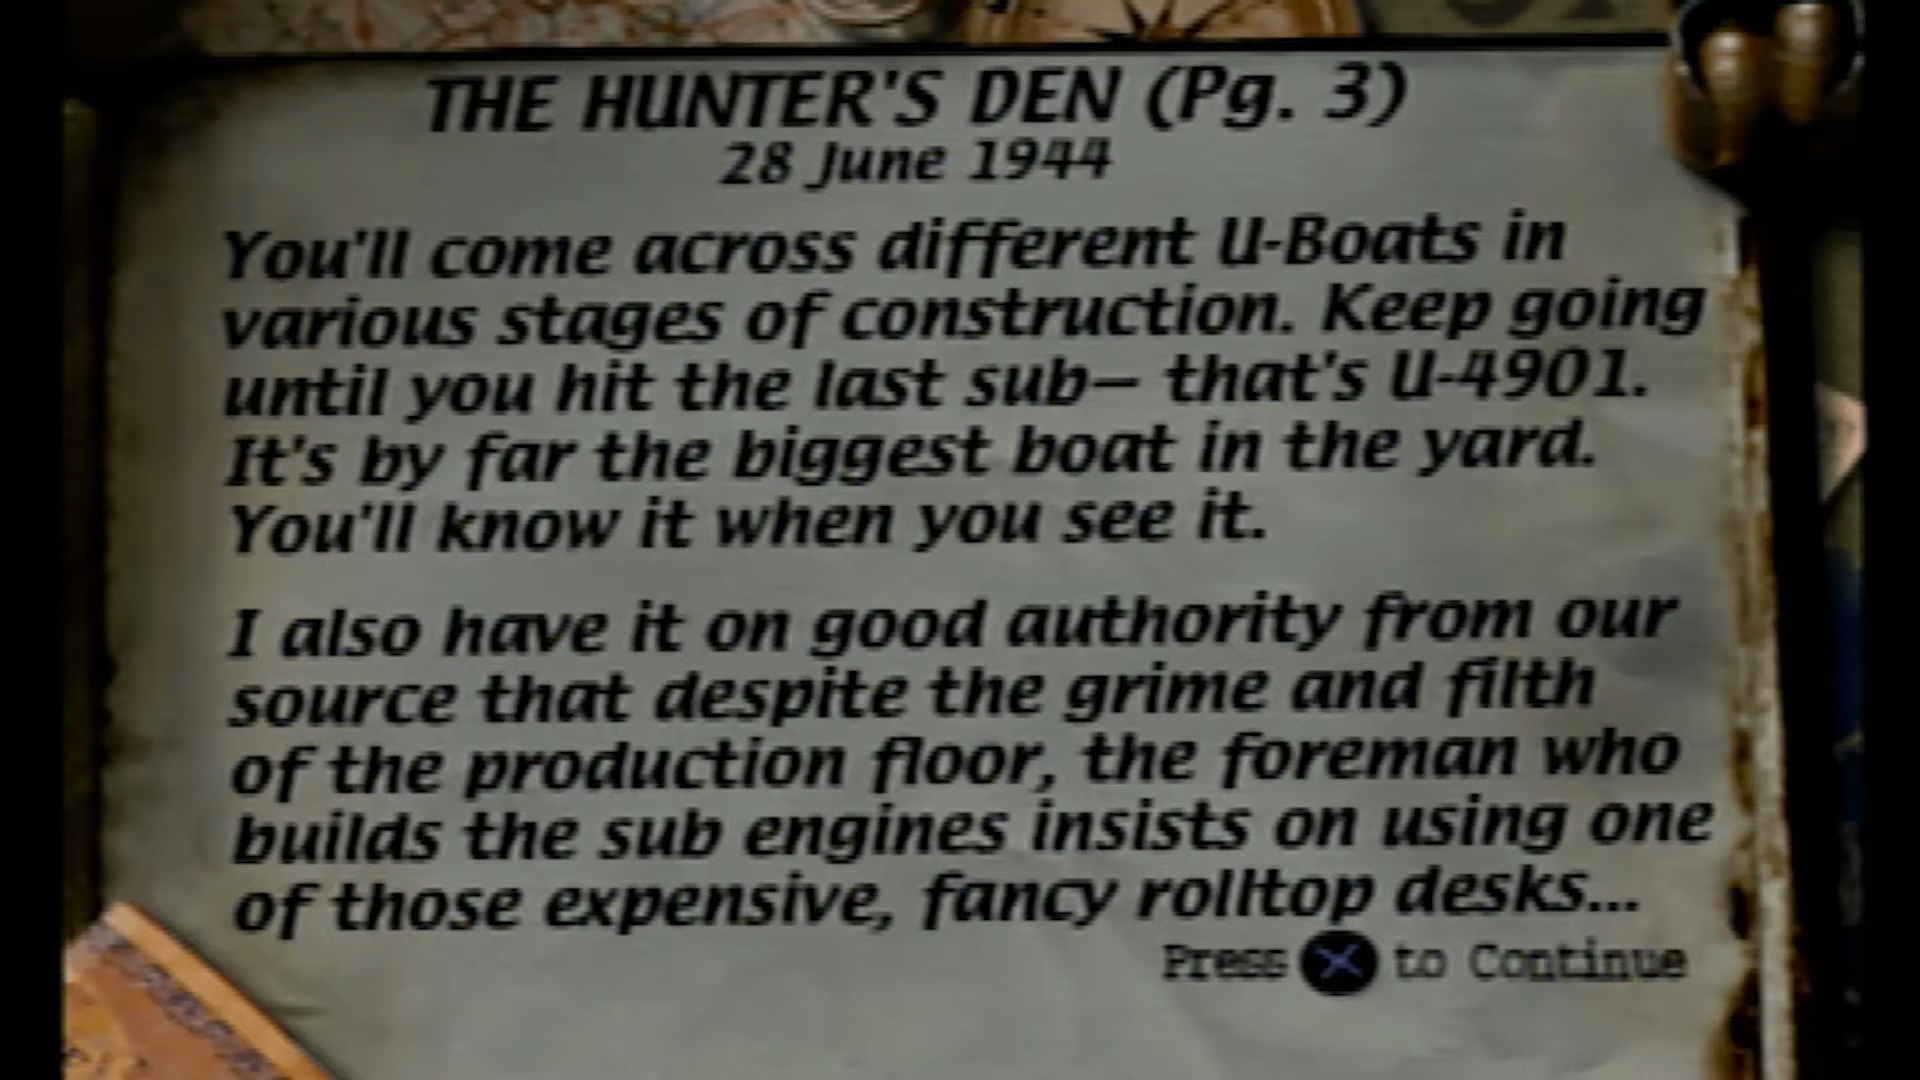 THE HUNTER'S DEN (Pg. 3)
28 June 1944
You'll come across different U-Boats in
various stages of construction. Keep going
until you hit the last sub— that's U-4901.
It's by far the biggest boat in the yard.
You'll know it when you see it.
I also have it on good authority from our
source that despite the grime and filth
of the production floor, the foreman who
builds the sub engines insists on using one
of those expensive, fancy rolltop desks...
Press X to Continue